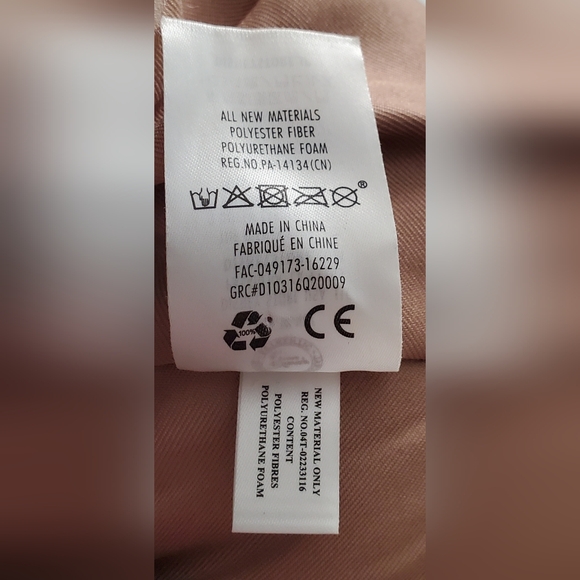 ALL NEW MATERIALS
POLYESTER FIBER
POLYURETHANE FOAM
REG.NO.PA-14134(CN)
®
MADE IN CHINA
FABRIQUÉ EN CHINE
FAC-049173-16229
GRC#D10316Q20009
100%
CE
NEW MATERIAL ONLY
REG. NO.04T-02233116
CONTENT
POLYESTER FIBRES
POLYURETHANE FOAM